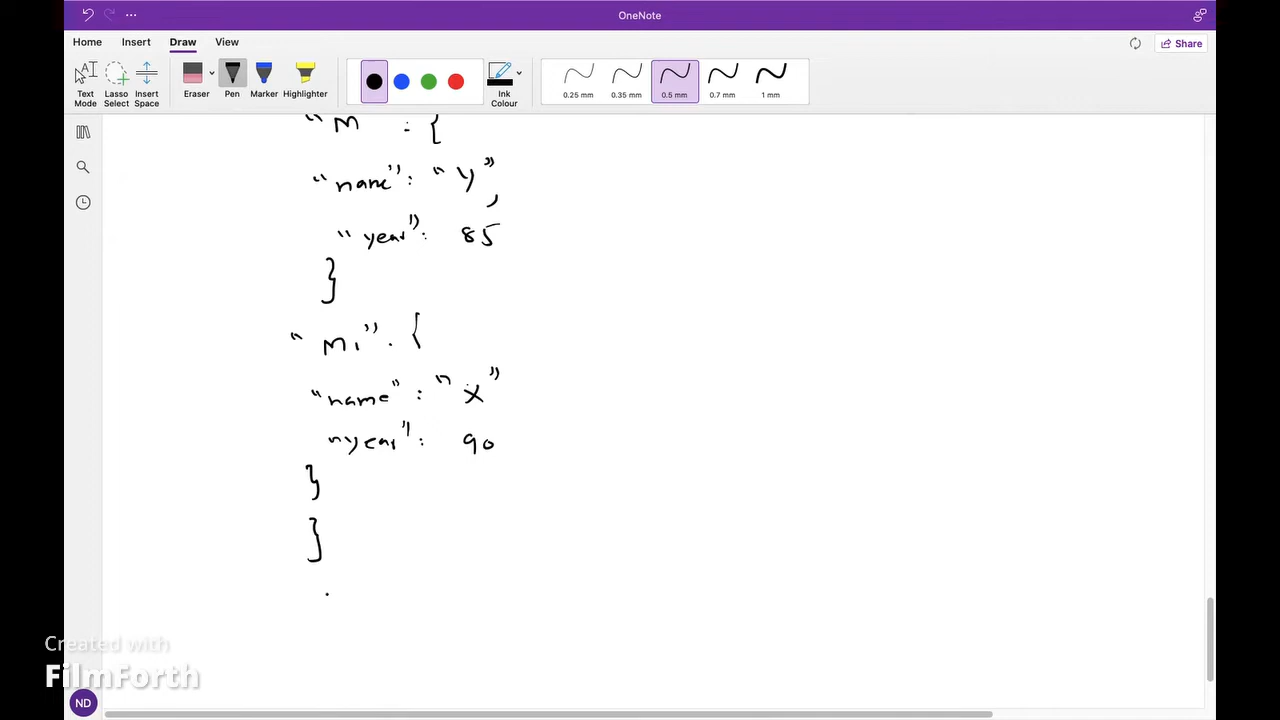 OneNote
Home Insert Draw View
Share
Text Mode
Lasso Select
Insert Space
Eraser
Pen
Marker
Highlighter
Ink Colour
0.25 mm
0.35 mm
0.5 mm
0.7 mm
1 mm
"M : {
"name": "Y",
"year": 85
}
"M1": {
"name": "X"
"year": 90
}
}
Created with
FilmForth
ND